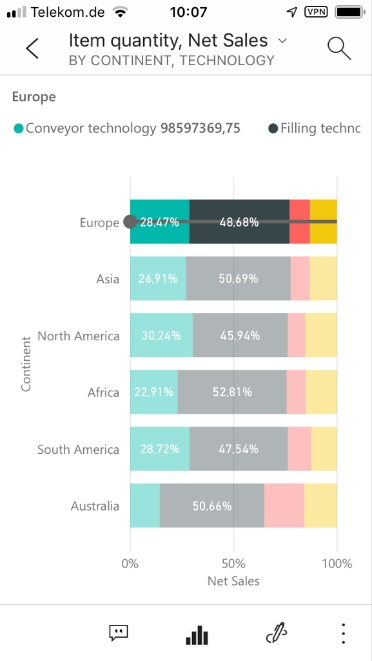 Telekom.de 10:07 VPN
Item quantity, Net Sales
BY CONTINENT, TECHNOLOGY
Europe
Conveyor technology 98597369,75 Filling technc
Europe 28,47% 48,68%
Asia 26,91% 50,69%
North America 30,24% 45,94%
Africa 22,91% 52,81%
South America 28,72% 47,54%
Australia 50,66%
Continent
0% 50% 100%
Net Sales